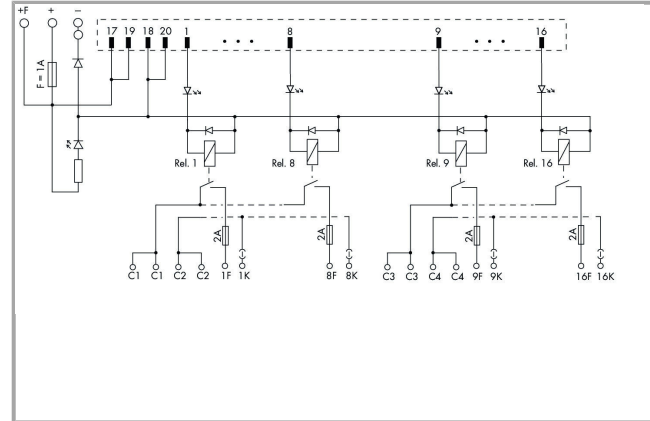 +F + –
17 19 18 20 1 8 9 16
F = 1A
Rel. 1 Rel. 8 Rel. 9 Rel. 16
2A 2A 2A 2A
C1 C1 C2 C2 1F 1K 8F 8K C3 C3 C4 C4 9F 9K 16F 16K